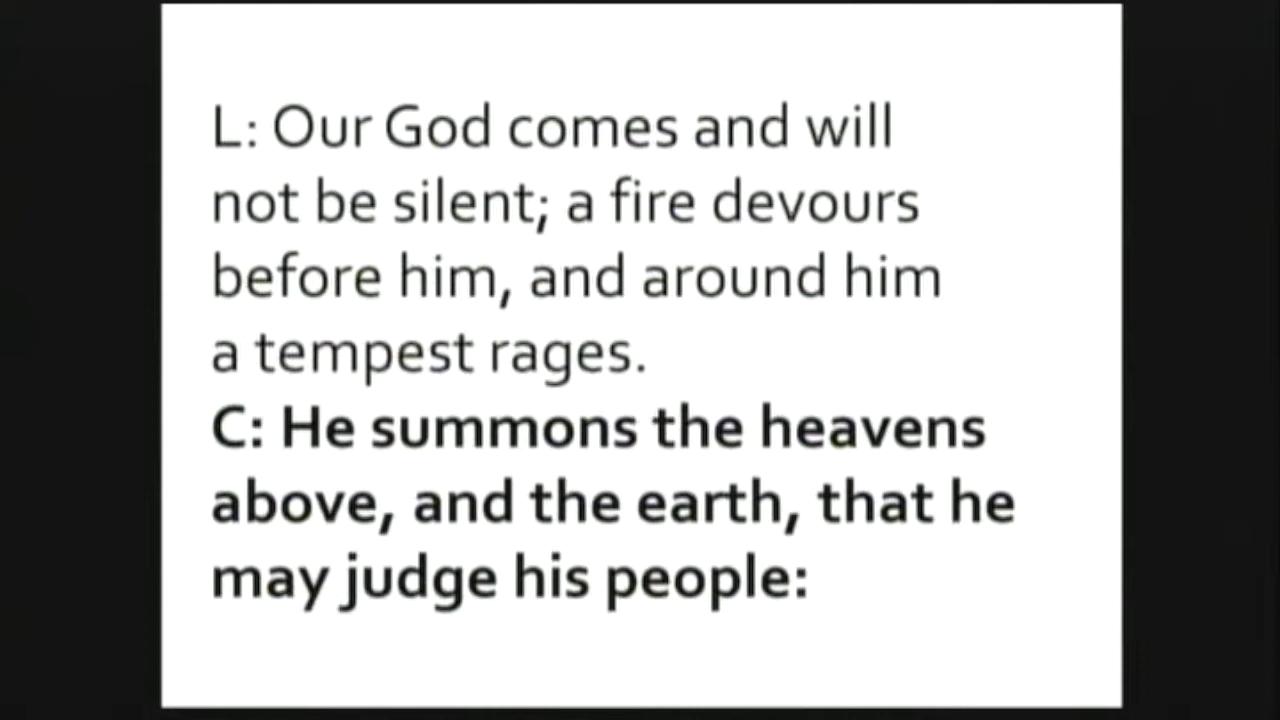 L: Our God comes and will
not be silent; a fire devours
before him, and around him
a tempest rages.
C: He summons the heavens
above, and the earth, that he
may judge his people: